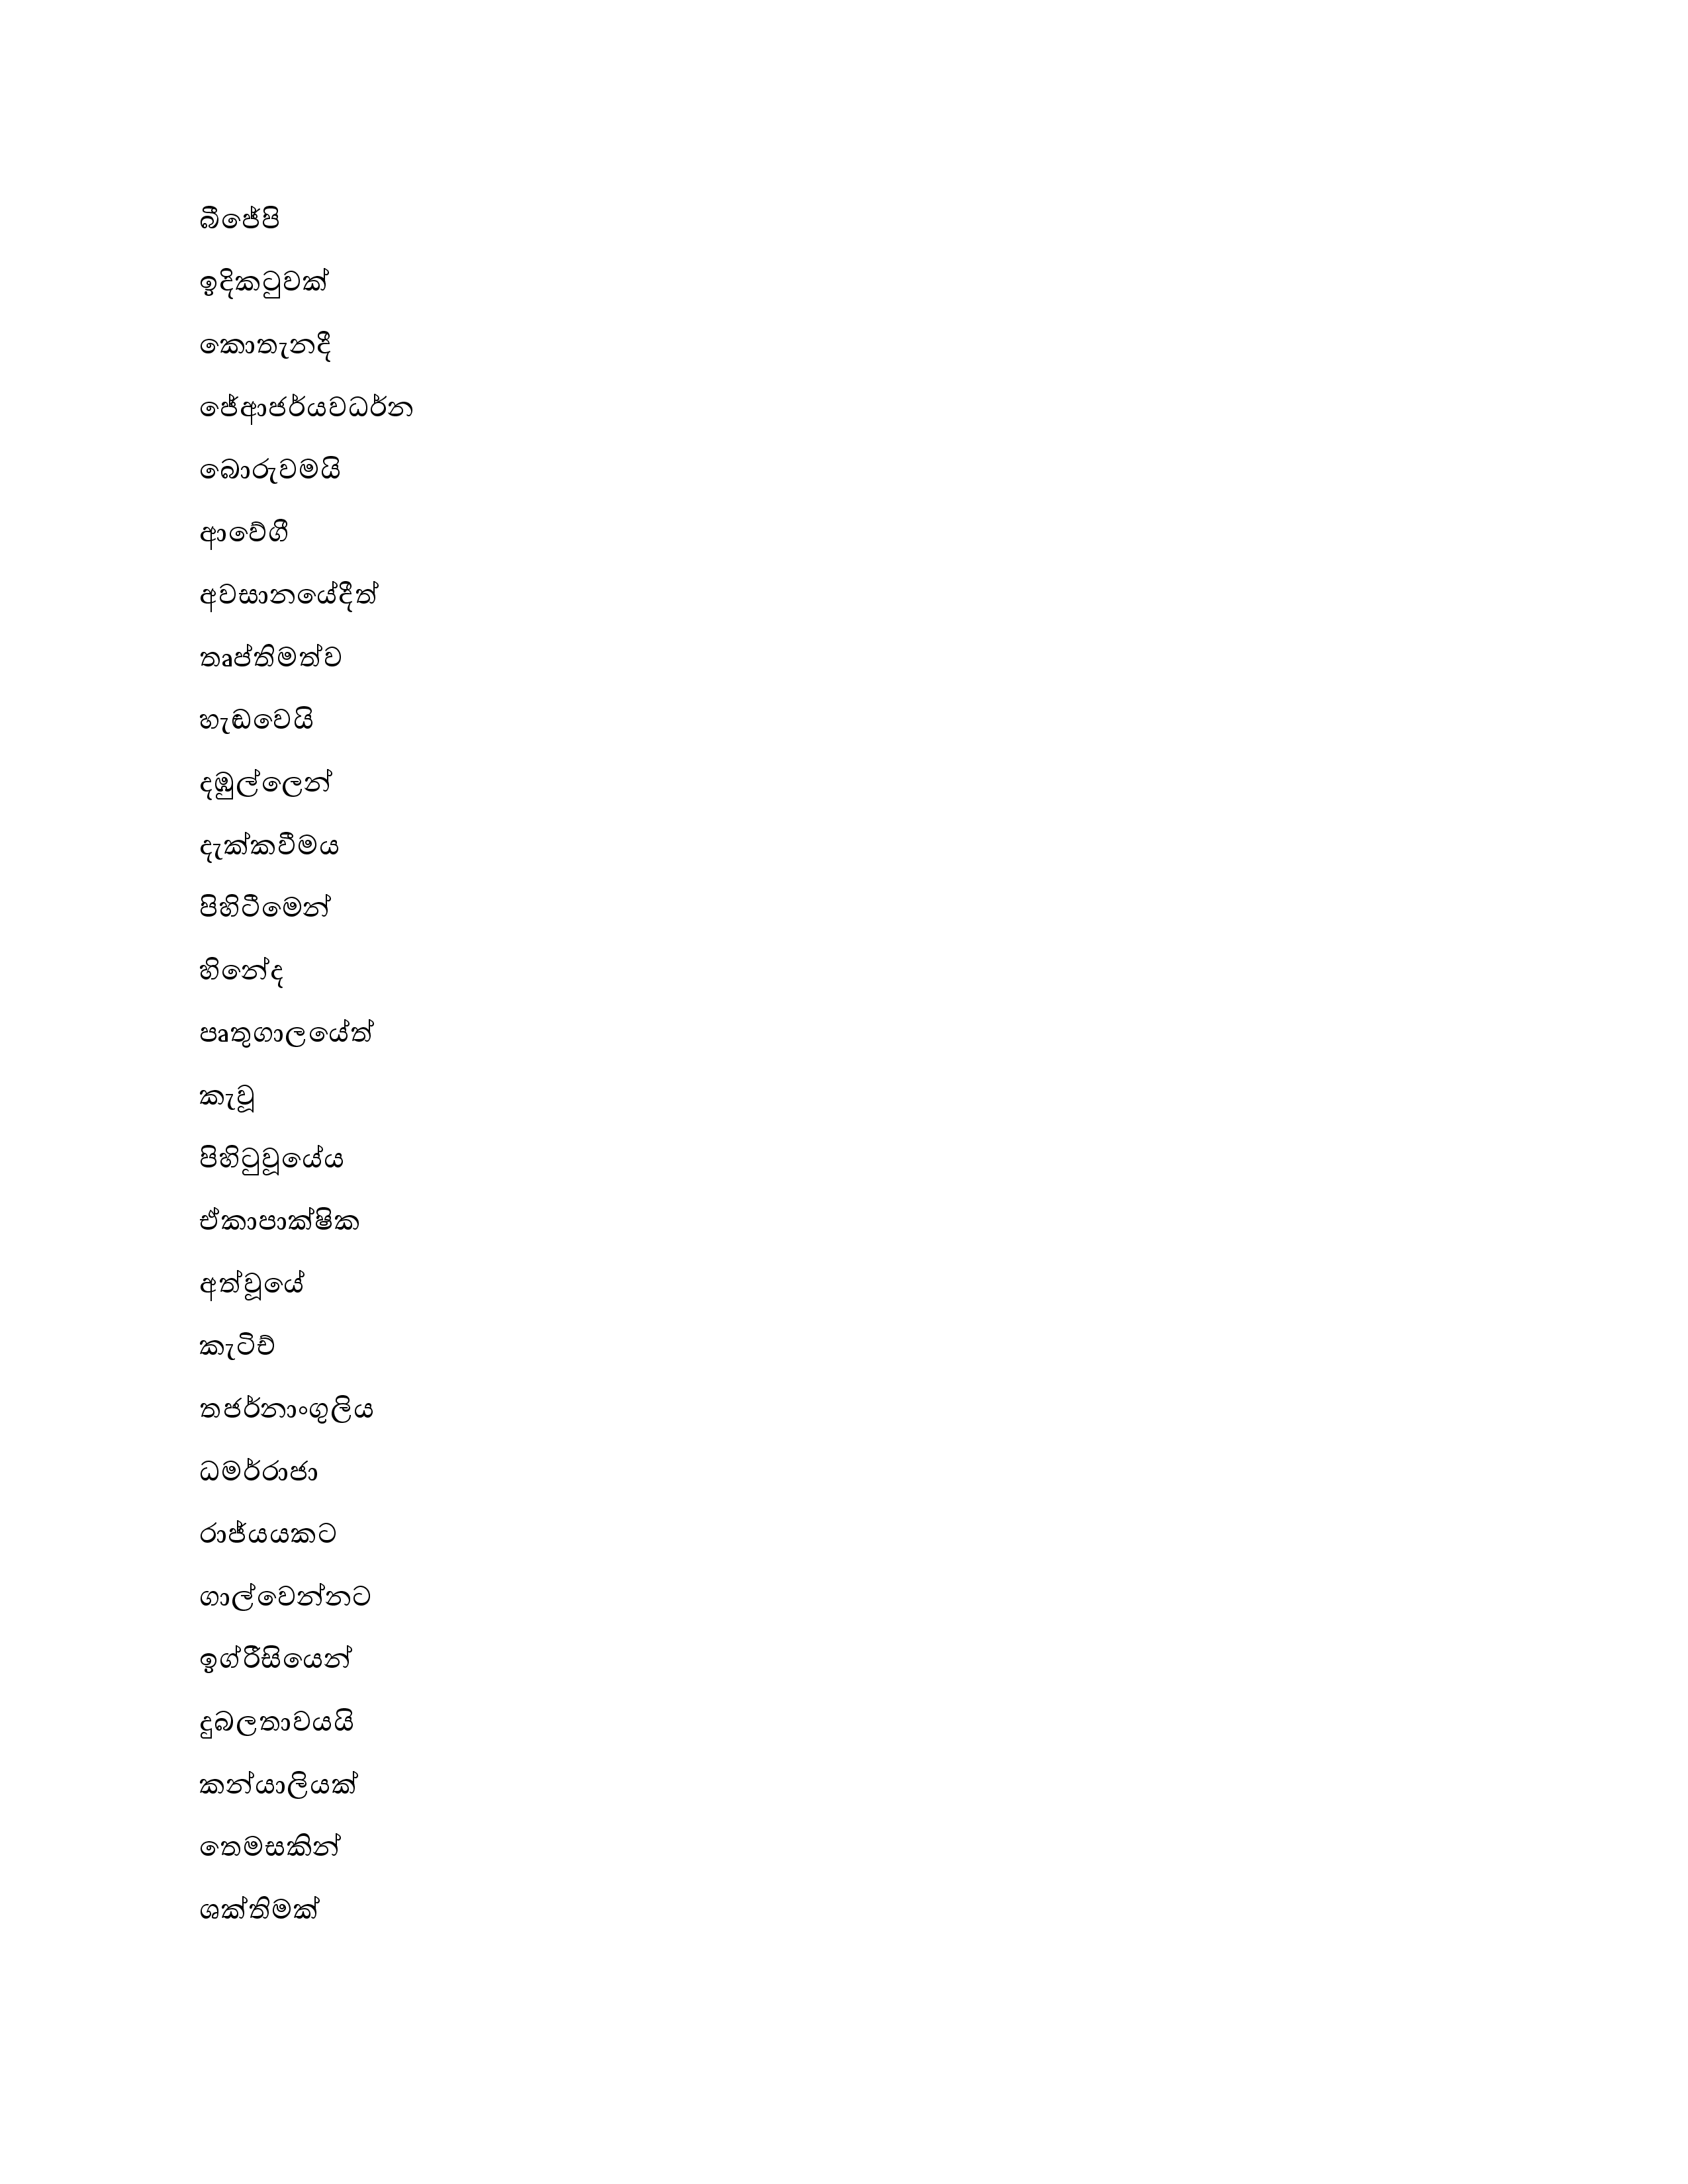 බීජේපි
ඉදිකටුවක්
කොතැනදී
ජේආජර්යවධර්න
බොරුවමයි
ආවේගී
අවසානයේදීත්
තෘප්තිමත්ව
හැඬවෙයි
දඹුල්ලෙන්
දැක්කවීමය
පිහිටීමෙන්
හිනේද
පෘතුගාලයේත්
කැවූ
පිහිටුවූයේය
ඒකාපාක්ෂික
අත්වූයේ
කැටිච්
තජර්නාංගුලිය
ධමර්රාජා
රාජ්යයකට
ගාල්වෙන්නට
ඉග්රීසියෙන්
දුබලතාවයයි
කන්යාලියක්
තෙමසකින්
ශක්තිමක්